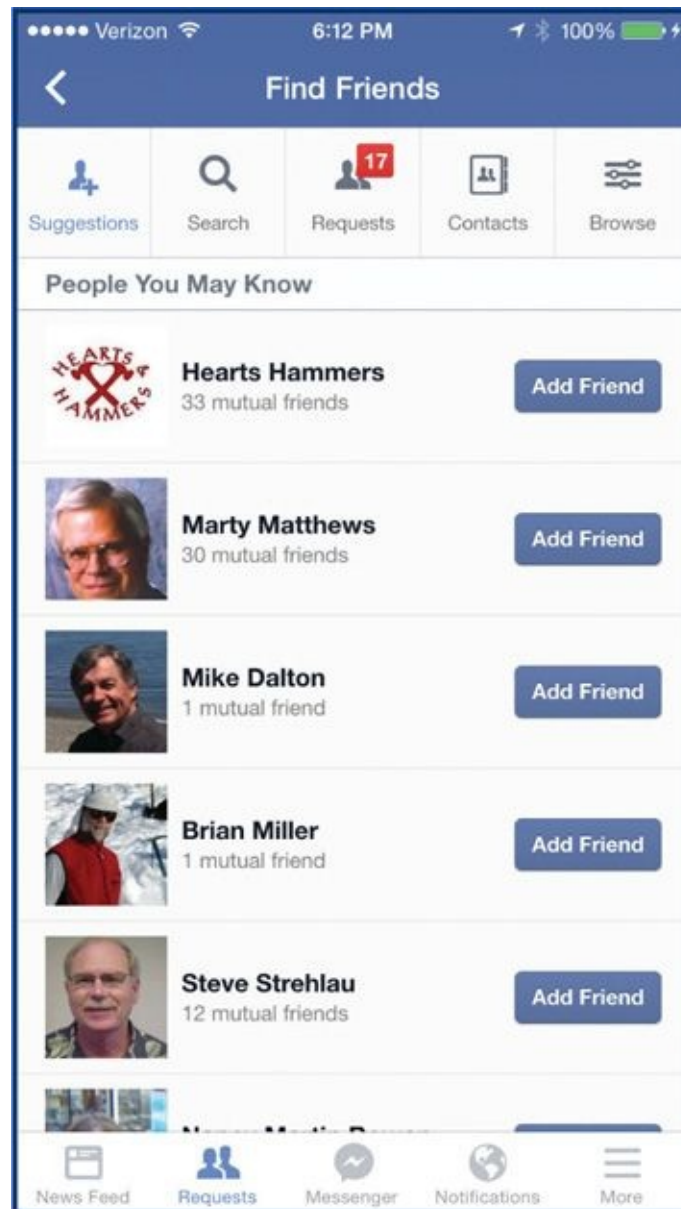 Verizon 6:12 PM 100%
Find Friends
17
Suggestions Search Requests Contacts Browse
People You May Know
HEARTS &
HAMMERS
Hearts Hammers
33 mutual friends
Add Friend
Marty Matthews
30 mutual friends
Add Friend
Mike Dalton
1 mutual friend
Add Friend
Brian Miller
1 mutual friend
Add Friend
Steve Strehlau
12 mutual friends
Add Friend
News Feed Requests Messenger Notifications More